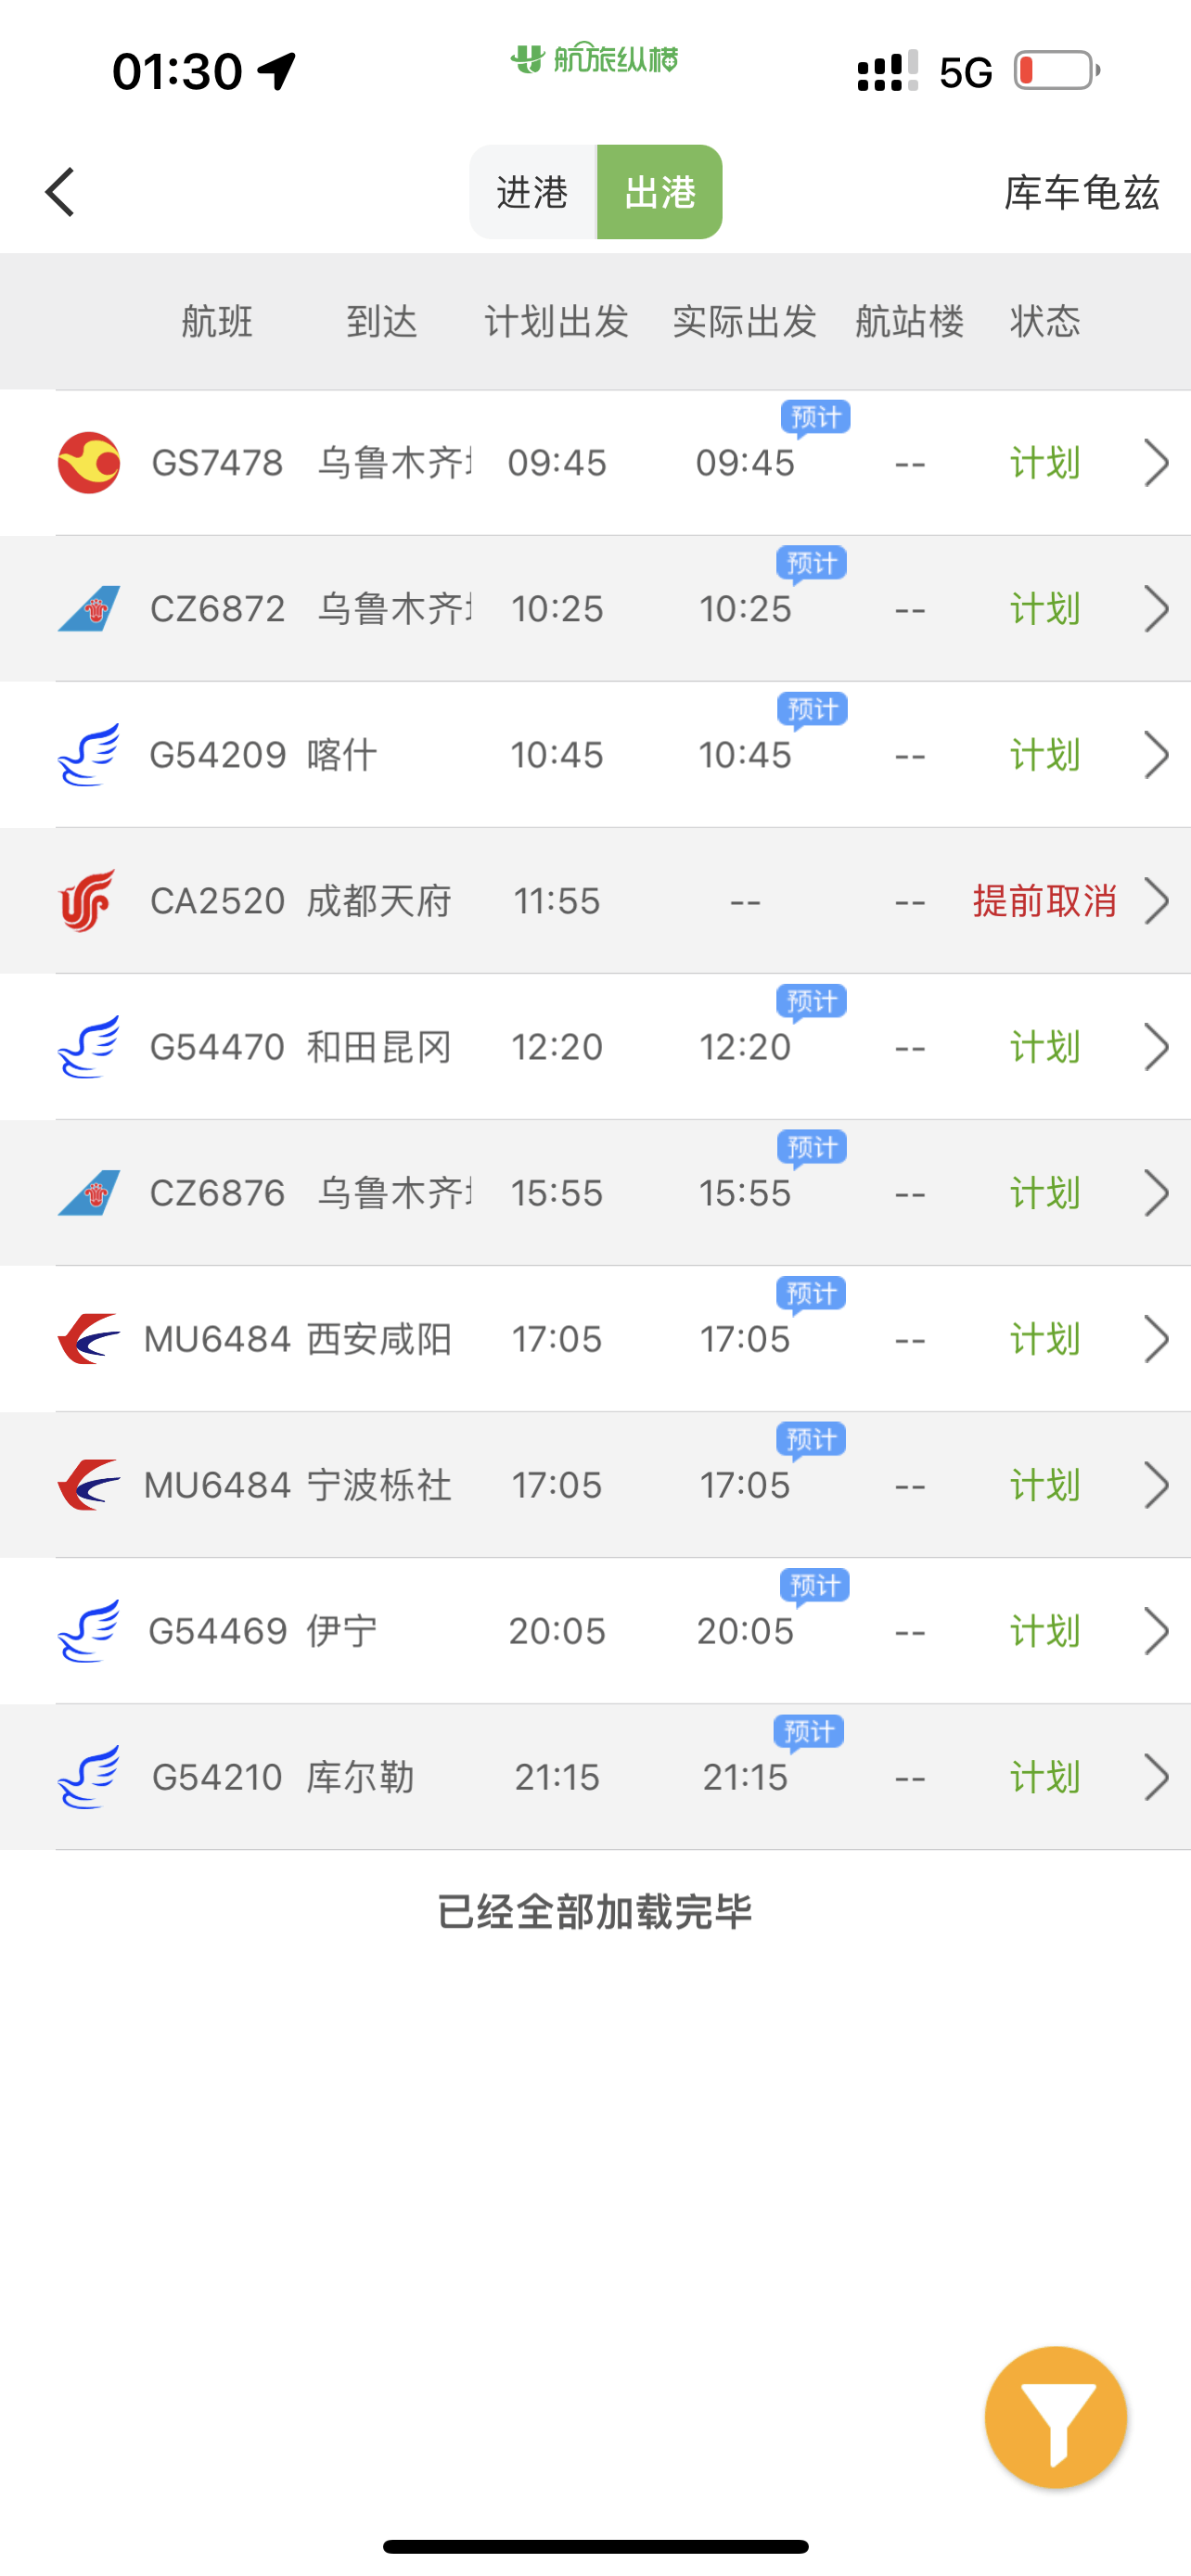 01:30 航旅纵横 5G
进港 出港 库车龟兹
航班 到达 计划出发 实际出发 航站楼 状态
预计
GS7478 乌鲁木齐 09:45 09:45 -- 计划
预计
CZ6872 乌鲁木齐 10:25 10:25 -- 计划
预计
G54209 喀什 10:45 10:45 -- 计划
CA2520 成都天府 11:55 -- -- 提前取消
预计
G54470 和田昆冈 12:20 12:20 -- 计划
预计
CZ6876 乌鲁木齐 15:55 15:55 -- 计划
预计
MU6484 西安咸阳 17:05 17:05 -- 计划
预计
MU6484 宁波栎社 17:05 17:05 -- 计划
预计
G54469 伊宁 20:05 20:05 -- 计划
预计
G54210 库尔勒 21:15 21:15 -- 计划
已经全部加载完毕